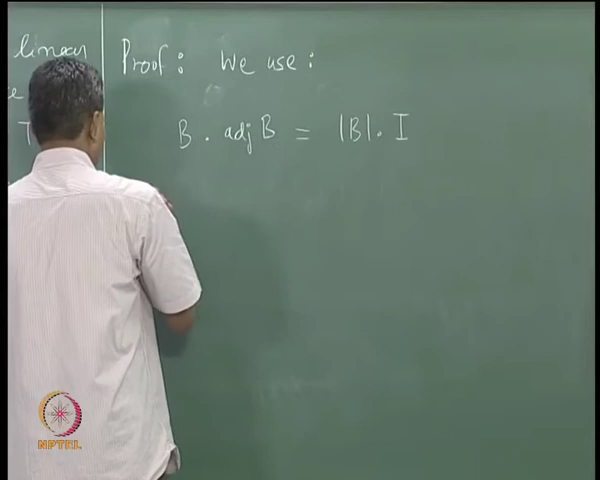 linear
Proof : We use :
B . adj B = |B| . I
NPTEL